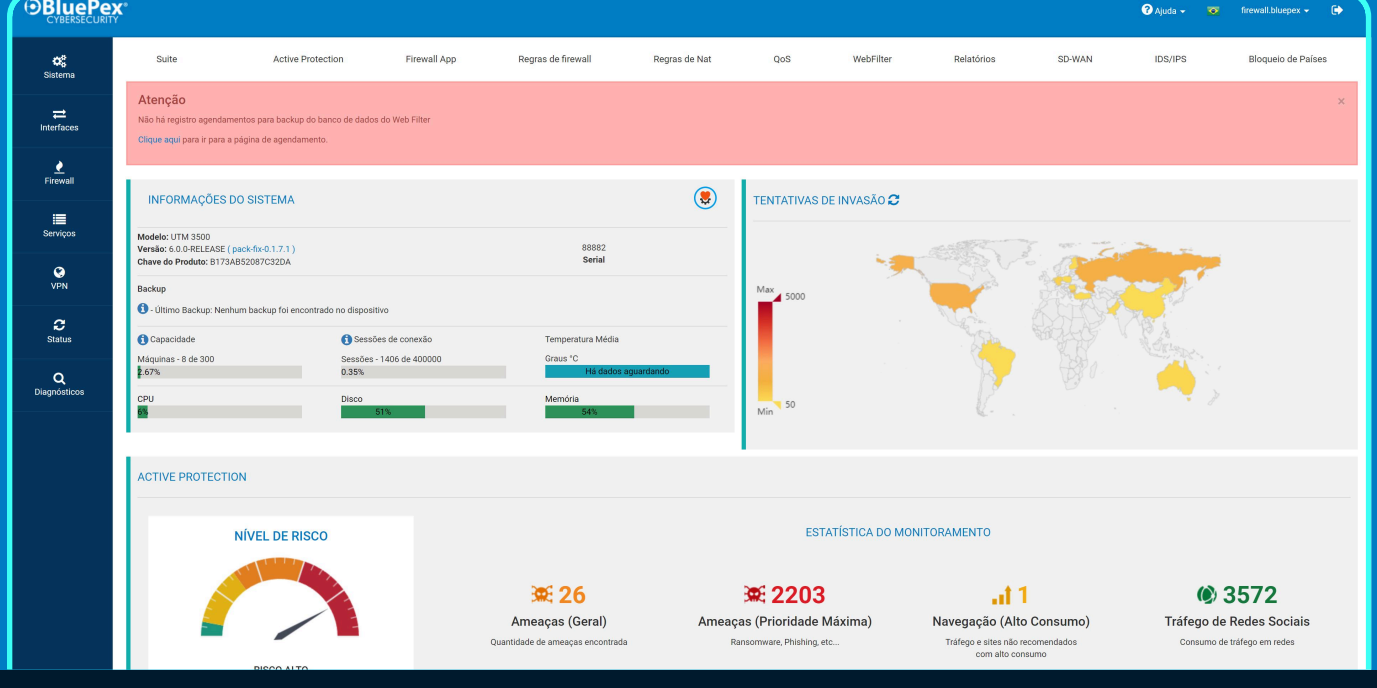 BluePex®
CYBERSECURITY
Ajuda
firewall.bluepex
Sistema
Interfaces
Firewall
Serviços
VPN
Status
Diagnósticos
Suite Active Protection Firewall App Regras de firewall Regras de Nat QoS WebFilter Relatórios SD-WAN IDS/IPS Bloqueio de Países
Atenção
×
Não há registro agendamentos para backup do banco de dados do Web Filter
Clique aqui para ir para a página de agendamento.
INFORMAÇÕES DO SISTEMA
Modelo: UTM 3500
Versão: 6.0.0-RELEASE ( pack-fix-0.1.7.1 )
Chave do Produto: B173AB52087C32DA
88882
Serial
Backup
- Último Backup: Nenhum backup foi encontrado no dispositivo
Capacidade
Máquinas - 8 de 300
2.67%
Sessões de conexão
Sessões - 1406 de 400000
0.35%
Temperatura Média
Graus °C
Há dados aguardando
CPU
6%
Disco
51%
Memória
54%
TENTATIVAS DE INVASÃO
Max
5000
50
Min
ACTIVE PROTECTION
NÍVEL DE RISCO
RISCO ALTO
ESTATÍSTICA DO MONITORAMENTO
26
Ameaças (Geral)
Quantidade de ameaças encontrada
2203
Ameaças (Prioridade Máxima)
Ransomware, Phishing, etc...
1
Navegação (Alto Consumo)
Tráfego e sites não recomendados
com alto consumo
3572
Tráfego de Redes Sociais
Consumo de tráfego em redes